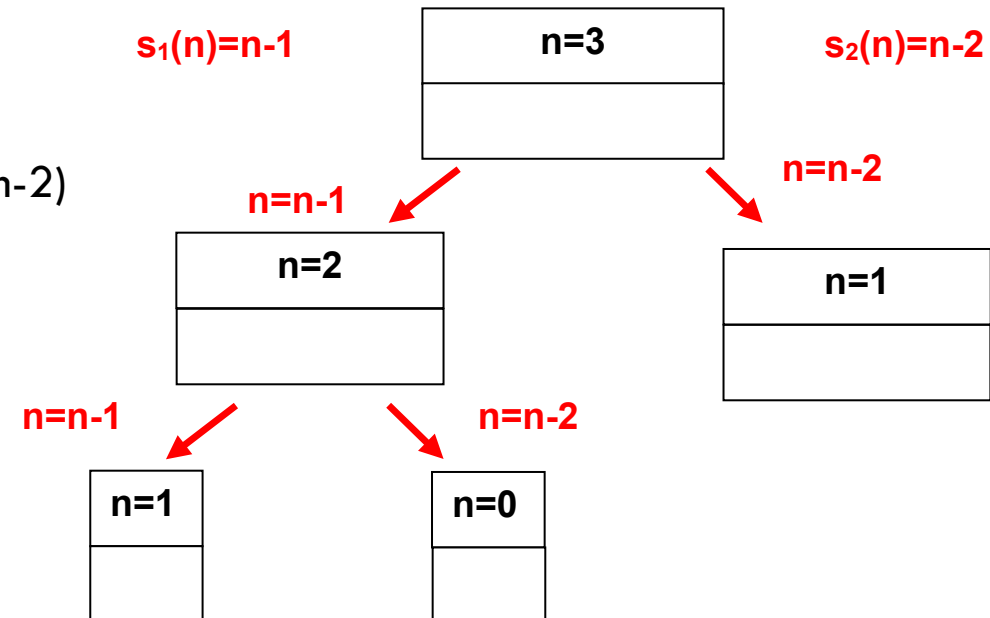 s₁(n)=n-1
n=3
s₂(n)=n-2
n-2)
n=n-1
n=n-2
n=2
n=1
n=n-1
n=n-2
n=1
n=0